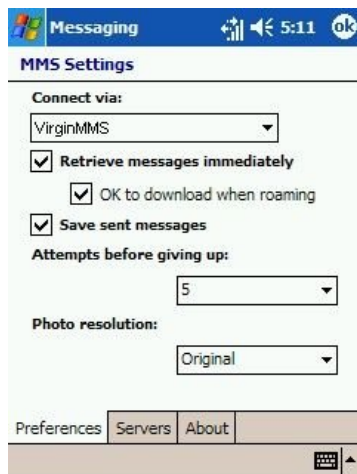 Messaging 5:11 ok
MMS Settings
Connect via:
VirginMMS
Retrieve messages immediately
OK to download when roaming
Save sent messages
Attempts before giving up:
5
Photo resolution:
Original
Preferences Servers About